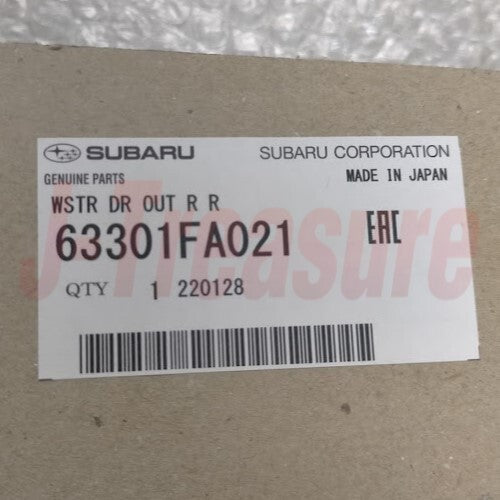 SUBARU SUBARU CORPORATION
GENUINE PARTS MADE IN JAPAN
WSTR DR OUT R R
63301FA021 EAC
QTY 1 220128
J-Treasure